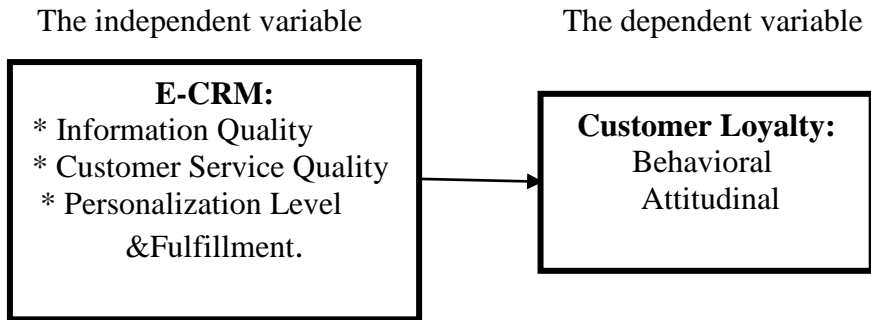 The independent variable
The dependent variable
E-CRM:
* Information Quality
* Customer Service Quality
* Personalization Level
&Fulfillment.
Customer Loyalty:
Behavioral
Attitudinal